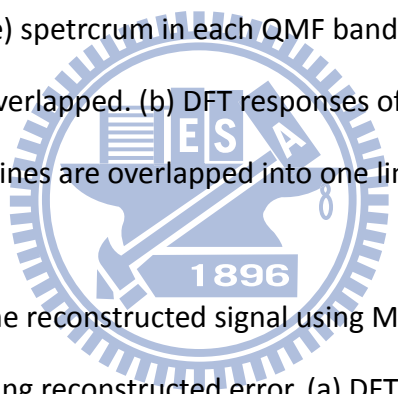 e) spetrcrum in each QMF band
verlapped. (b) DFT responses of
ines are overlapped into one lin
ESA
1896
he reconstructed signal using M
ng reconstructed error. (a) DFT